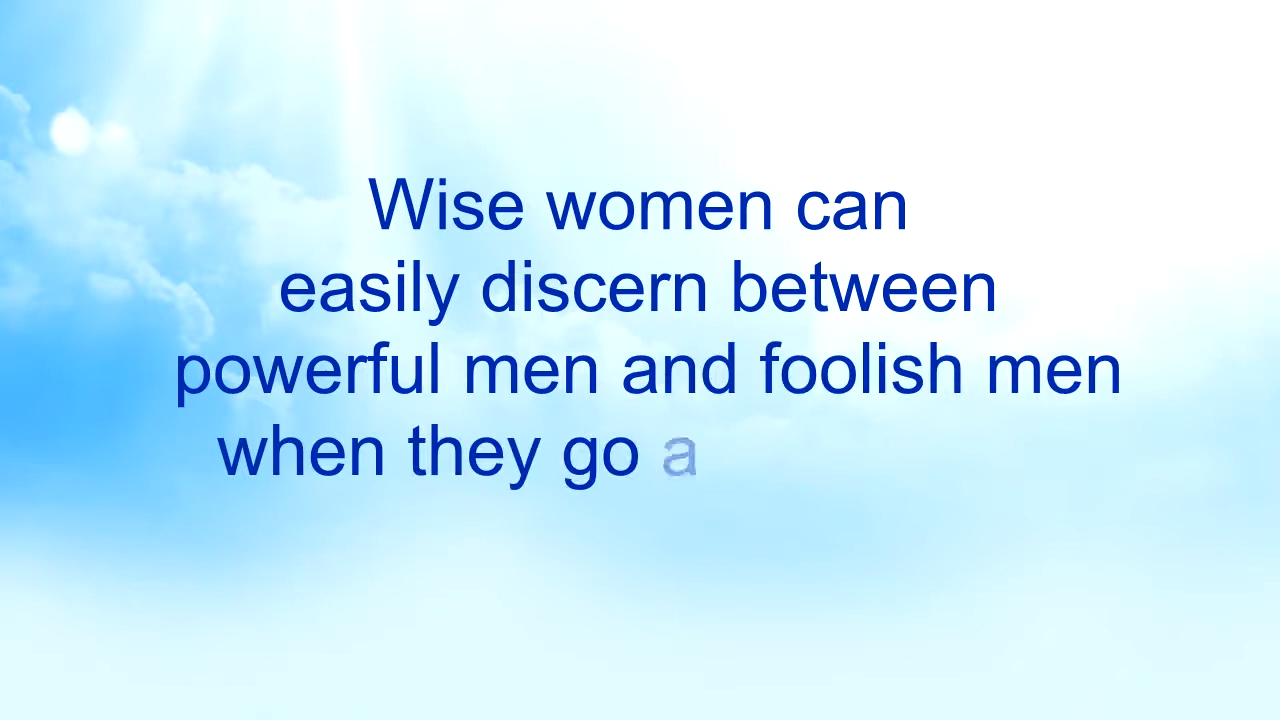 Wise women can
easily discern between
powerful men and foolish men
when they go a